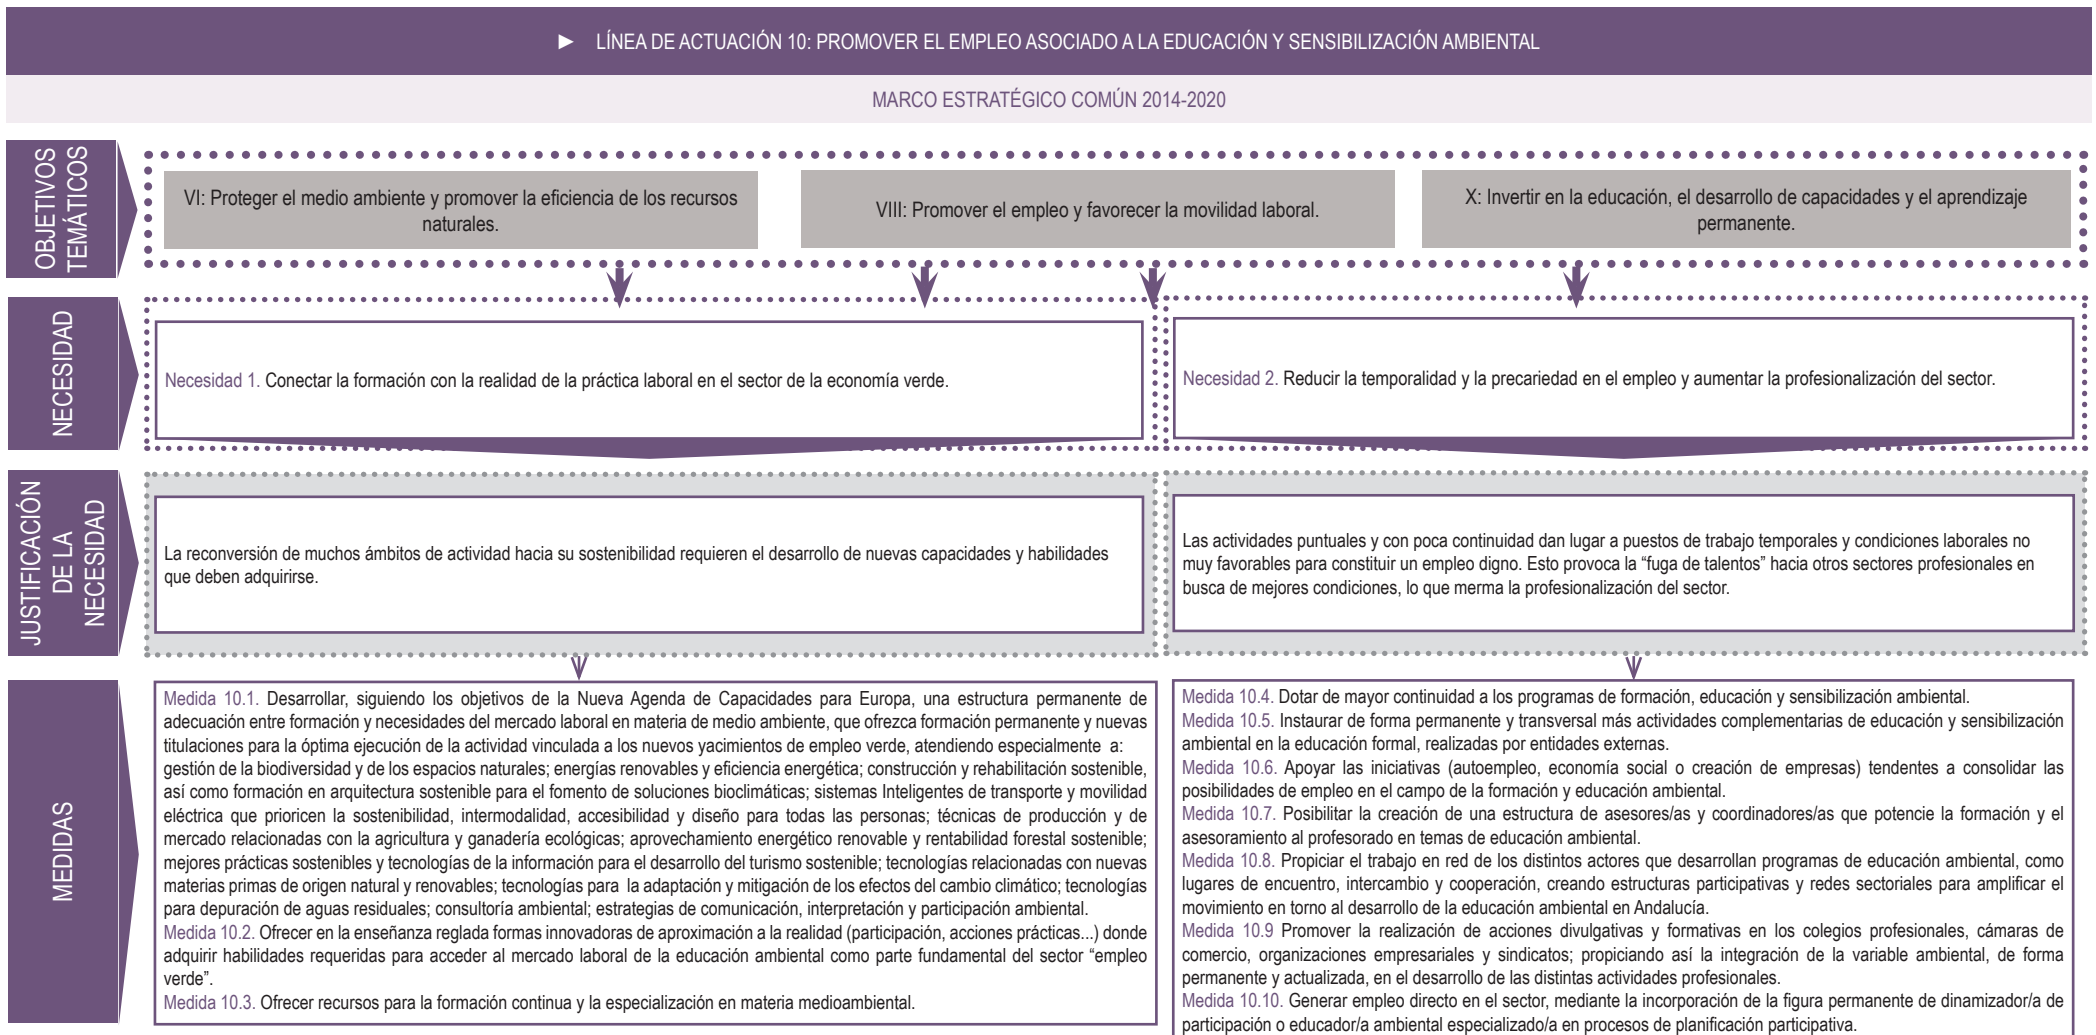 ► LÍNEA DE ACTUACIÓN 10: PROMOVER EL EMPLEO ASOCIADO A LA EDUCACIÓN Y SENSIBILIZACIÓN AMBIENTAL
MARCO ESTRATÉGICO COMÚN 2014-2020
OBJETIVOS
TEMÁTICOS
VI: Proteger el medio ambiente y promover la eficiencia de los recursos
naturales.
VIII: Promover el empleo y favorecer la movilidad laboral.
X: Invertir en la educación, el desarrollo de capacidades y el aprendizaje
permanente.
NECESIDAD
Necesidad 1. Conectar la formación con la realidad de la práctica laboral en el sector de la economía verde.
Necesidad 2. Reducir la temporalidad y la precariedad en el empleo y aumentar la profesionalización del sector.
JUSTIFICACIÓN
DE LA
NECESIDAD
La reconversión de muchos ámbitos de actividad hacia su sostenibilidad requieren el desarrollo de nuevas capacidades y habilidades
que deben adquirirse.
Las actividades puntuales y con poca continuidad dan lugar a puestos de trabajo temporales y condiciones laborales no
muy favorables para constituir un empleo digno. Esto provoca la “fuga de talentos” hacia otros sectores profesionales en
busca de mejores condiciones, lo que merma la profesionalización del sector.
MEDIDAS
Medida 10.1. Desarrollar, siguiendo los objetivos de la Nueva Agenda de Capacidades para Europa, una estructura permanente de
adecuación entre formación y necesidades del mercado laboral en materia de medio ambiente, que ofrezca formación permanente y nuevas
titulaciones para la óptima ejecución de la actividad vinculada a los nuevos yacimientos de empleo verde, atendiendo especialmente a:
gestión de la biodiversidad y de los espacios naturales; energías renovables y eficiencia energética; construcción y rehabilitación sostenible,
así como formación en arquitectura sostenible para el fomento de soluciones bioclimáticas; sistemas Inteligentes de transporte y movilidad
eléctrica que prioricen la sostenibilidad, intermodalidad, accesibilidad y diseño para todas las personas; técnicas de producción y de
mercado relacionadas con la agricultura y ganadería ecológicas; aprovechamiento energético renovable y rentabilidad forestal sostenible;
mejores prácticas sostenibles y tecnologías de la información para el desarrollo del turismo sostenible; tecnologías relacionadas con nuevas
materias primas de origen natural y renovables; tecnologías para la adaptación y mitigación de los efectos del cambio climático; tecnologías
para depuración de aguas residuales; consultoría ambiental; estrategias de comunicación, interpretación y participación ambiental.
Medida 10.2. Ofrecer en la enseñanza reglada formas innovadoras de aproximación a la realidad (participación, acciones prácticas...) donde
adquirir habilidades requeridas para acceder al mercado laboral de la educación ambiental como parte fundamental del sector “empleo
verde”.
Medida 10.3. Ofrecer recursos para la formación continua y la especialización en materia medioambiental.
Medida 10.4. Dotar de mayor continuidad a los programas de formación, educación y sensibilización ambiental.
Medida 10.5. Instaurar de forma permanente y transversal más actividades complementarias de educación y sensibilización
ambiental en la educación formal, realizadas por entidades externas.
Medida 10.6. Apoyar las iniciativas (autoempleo, economía social o creación de empresas) tendentes a consolidar las
posibilidades de empleo en el campo de la formación y educación ambiental.
Medida 10.7. Posibilitar la creación de una estructura de asesores/as y coordinadores/as que potencie la formación y el
asesoramiento al profesorado en temas de educación ambiental.
Medida 10.8. Propiciar el trabajo en red de los distintos actores que desarrollan programas de educación ambiental, como
lugares de encuentro, intercambio y cooperación, creando estructuras participativas y redes sectoriales para amplificar el
movimiento en torno al desarrollo de la educación ambiental en Andalucía.
Medida 10.9 Promover la realización de acciones divulgativas y formativas en los colegios profesionales, cámaras de
comercio, organizaciones empresariales y sindicatos; propiciando así la integración de la variable ambiental, de forma
permanente y actualizada, en el desarrollo de las distintas actividades profesionales.
Medida 10.10. Generar empleo directo en el sector, mediante la incorporación de la figura permanente de dinamizador/a de
participación o educador/a ambiental especializado/a en procesos de planificación participativa.